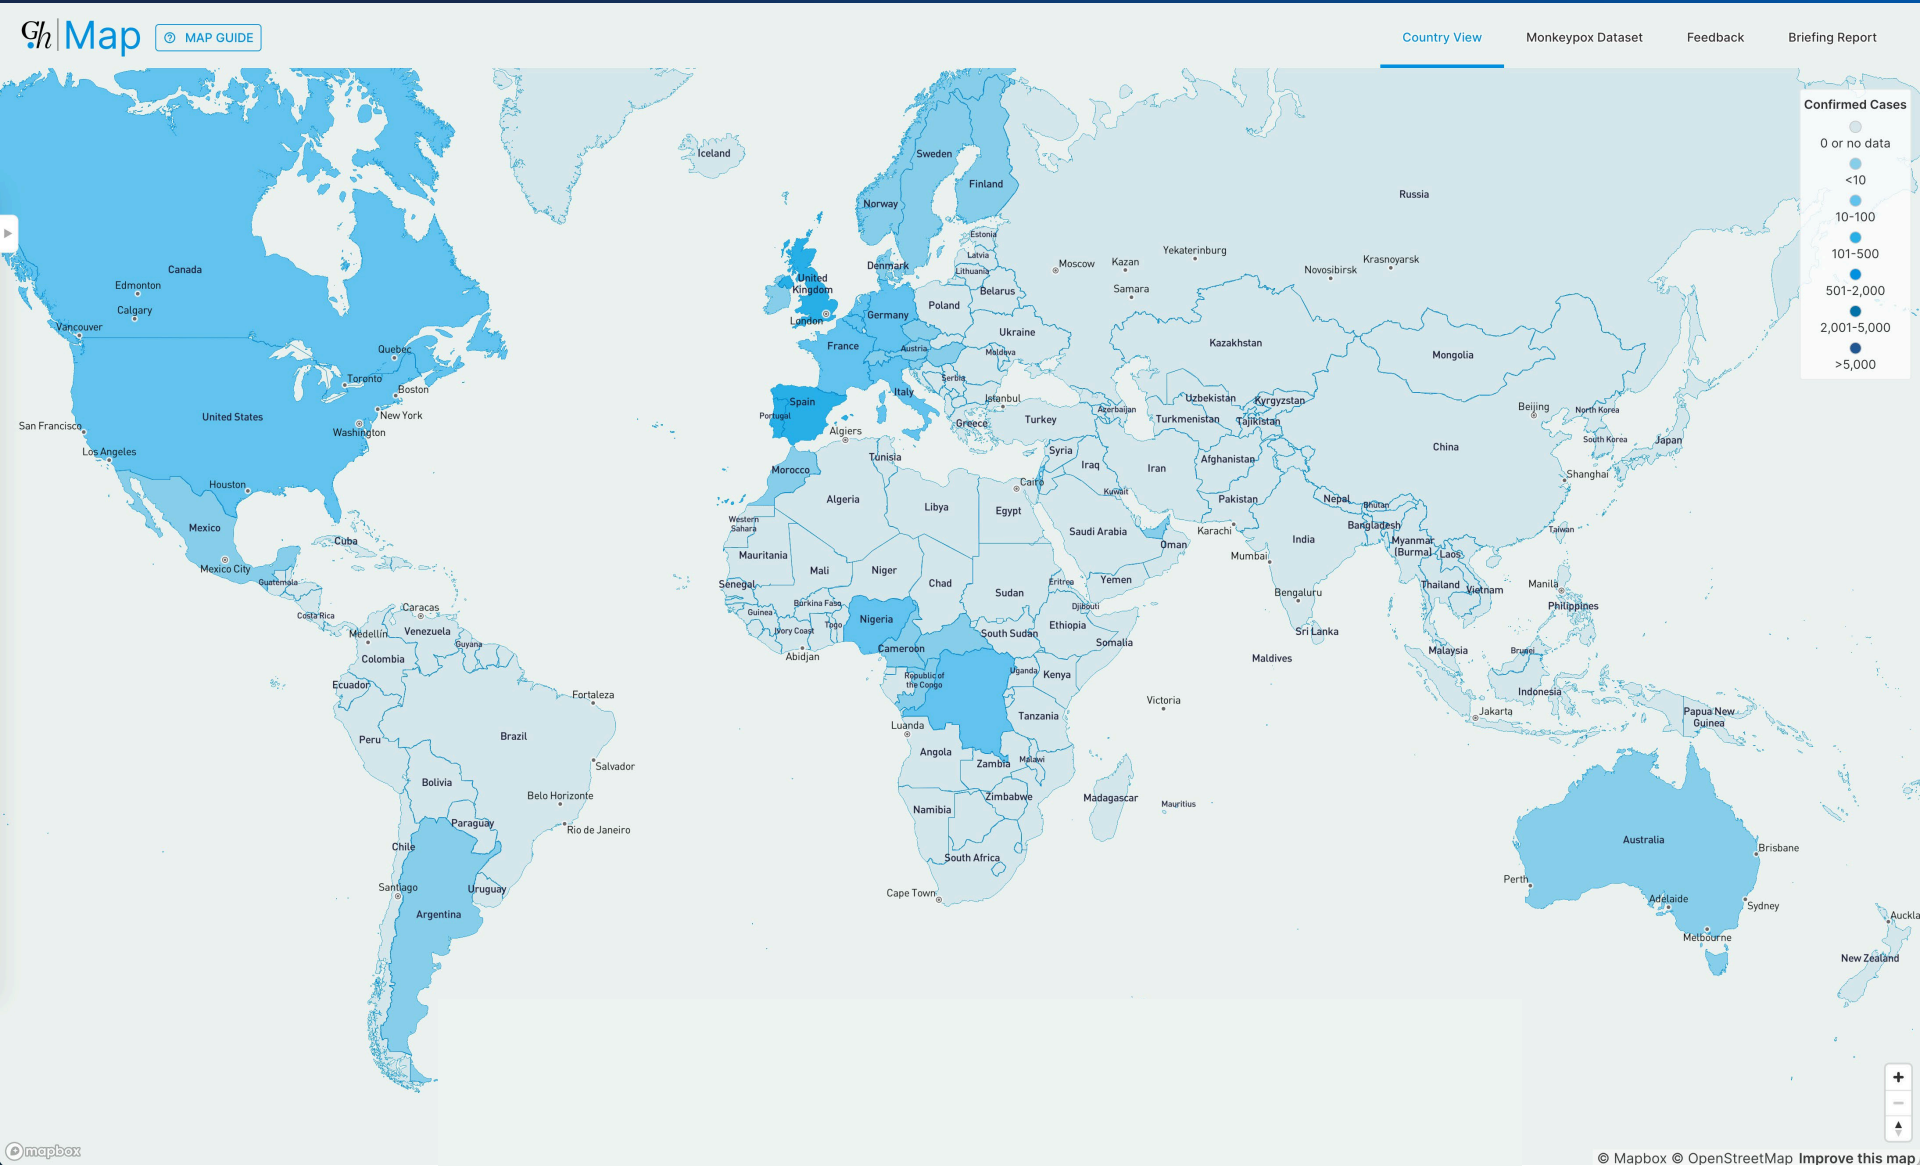 Gh Map
MAP GUIDE
Country View
Monkeypox Dataset
Feedback
Briefing Report
Confirmed Cases
0 or no data
<10
10-100
101-500
501-2,000
2,001-5,000
>5,000
Iceland
Sweden
Finland
Norway
Russia
Estonia
Latvia
Lithuania
Denmark
Moscow
Kazan
Yekaterinburg
Novosibirsk
Krasnoyarsk
Samara
Canada
Edmonton
Calgary
Vancouver
Quebec
Toronto
Boston
New York
Washington
United States
San Francisco
Los Angeles
Houston
United
Kingdom
London
Germany
Poland
Belarus
Ukraine
France
Austria
Moldova
Serbia
Italy
Spain
Portugal
Istanbul
Greece
Turkey
Kazakhstan
Mongolia
Uzbekistan
Kyrgyzstan
Azerbaijan
Turkmenistan
Tajikistan
Beijing
North Korea
South Korea
Japan
China
Shanghai
Algiers
Tunisia
Morocco
Algeria
Libya
Egypt
Cairo
Syria
Iraq
Iran
Kuwait
Afghanistan
Pakistan
Nepal
Bhutan
Bangladesh
Karachi
India
Mumbai
Myanmar
(Burma)
Laos
Taiwan
Saudi Arabia
Oman
Yemen
Western
Sahara
Mauritania
Mali
Niger
Chad
Sudan
Eritrea
Djibouti
Senegal
Burkina Faso
Guinea
Ivory Coast
Togo
Abidjan
Nigeria
Cameroon
South Sudan
Ethiopia
Somalia
Republic of
the Congo
Uganda
Kenya
Tanzania
Luanda
Angola
Zambia
Malawi
Zimbabwe
Namibia
South Africa
Cape Town
Madagascar
Mauritius
Victoria
Maldives
Sri Lanka
Bengaluru
Thailand
Vietnam
Manila
Philippines
Malaysia
Brunei
Indonesia
Jakarta
Papua New
Guinea
Mexico
Mexico City
Cuba
Guatemala
Costa Rica
Caracas
Medellín
Venezuela
Guyana
Colombia
Ecuador
Peru
Brazil
Fortaleza
Salvador
Belo Horizonte
Rio de Janeiro
Bolivia
Paraguay
Chile
Santiago
Uruguay
Argentina
Australia
Brisbane
Perth
Adelaide
Sydney
Melbourne
Auckla
New Zealand
mapbox
© Mapbox © OpenStreetMap Improve this map